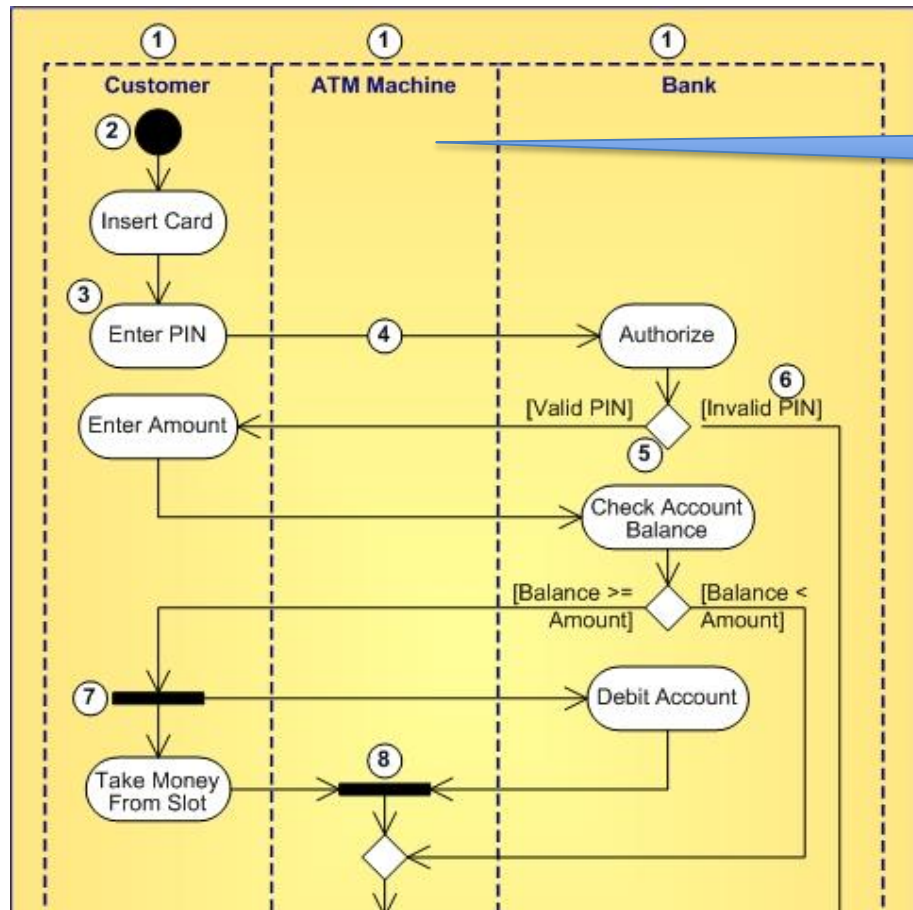 1 1 1
Customer ATM Machine Bank
2
Insert Card
3
Enter PIN
4
Authorize
6
[Valid PIN] [Invalid PIN]
Enter Amount
5
Check Account
Balance
[Balance >=
Amount]
[Balance <
Amount]
7
Debit Account
8
Take Money
From Slot